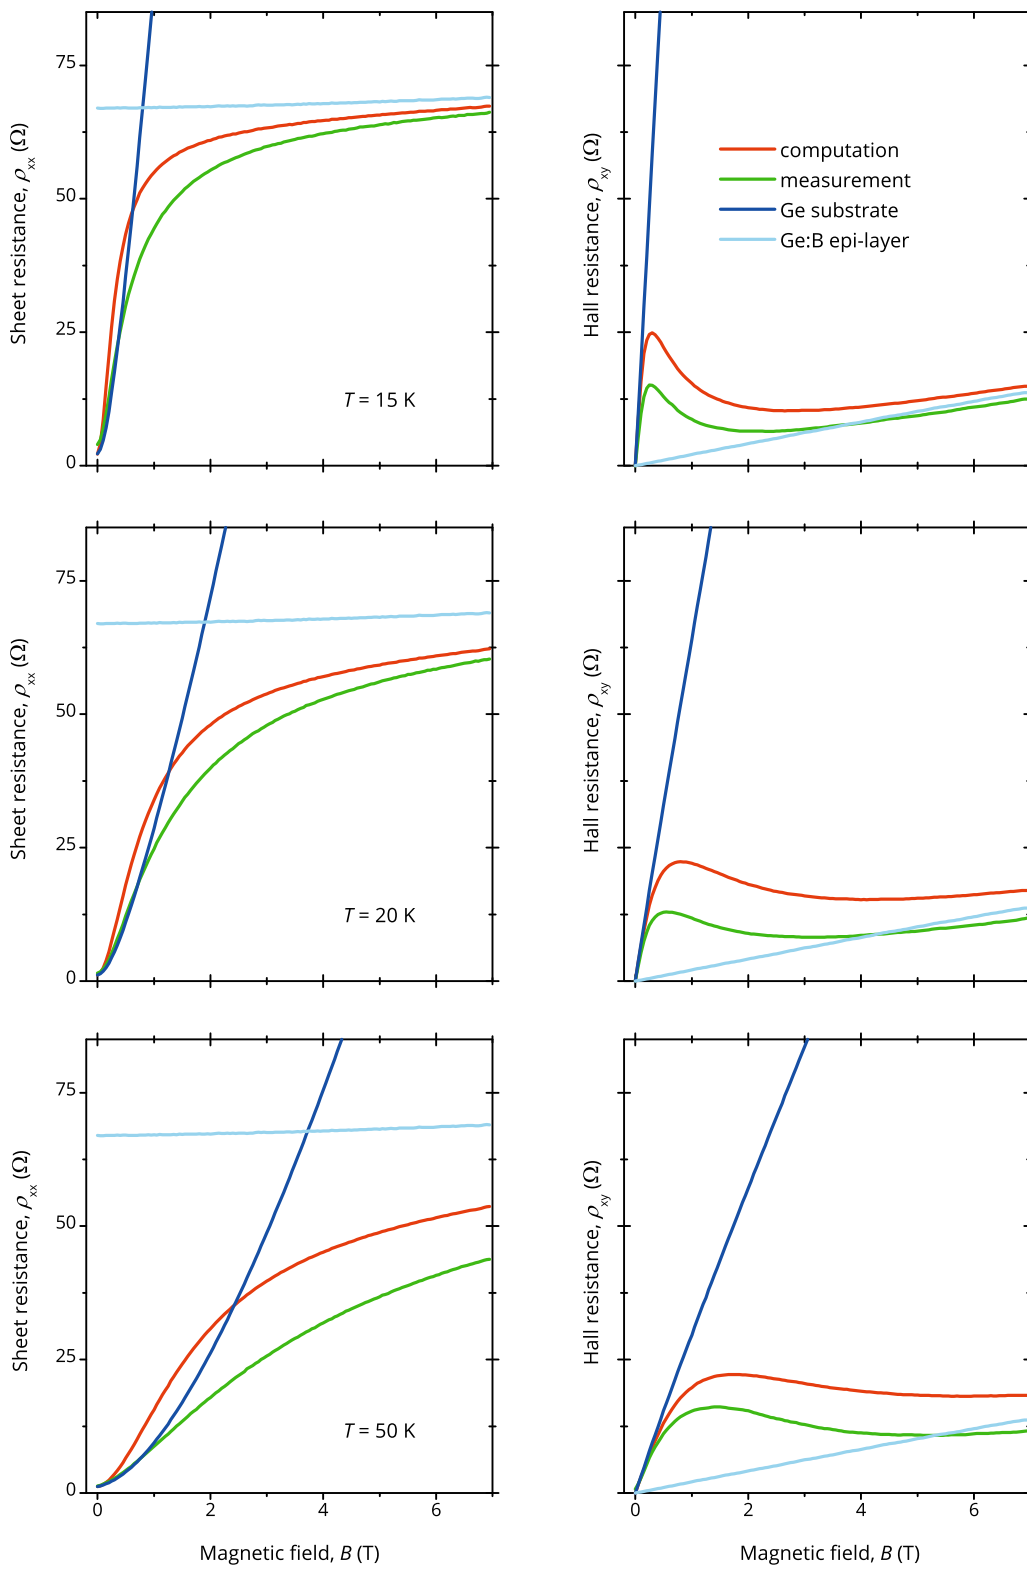 75
50
25
0
Sheet resistance, ρxx (Ω)
T = 15 K
Hall resistance, ρxy (Ω)
computation
measurement
Ge substrate
Ge:B epi-layer
75
50
25
0
Sheet resistance, ρxx (Ω)
T = 20 K
Hall resistance, ρxy (Ω)
75
50
25
0
Sheet resistance, ρxx (Ω)
T = 50 K
0 2 4 6
Magnetic field, B (T)
Hall resistance, ρxy (Ω)
0 2 4 6
Magnetic field, B (T)